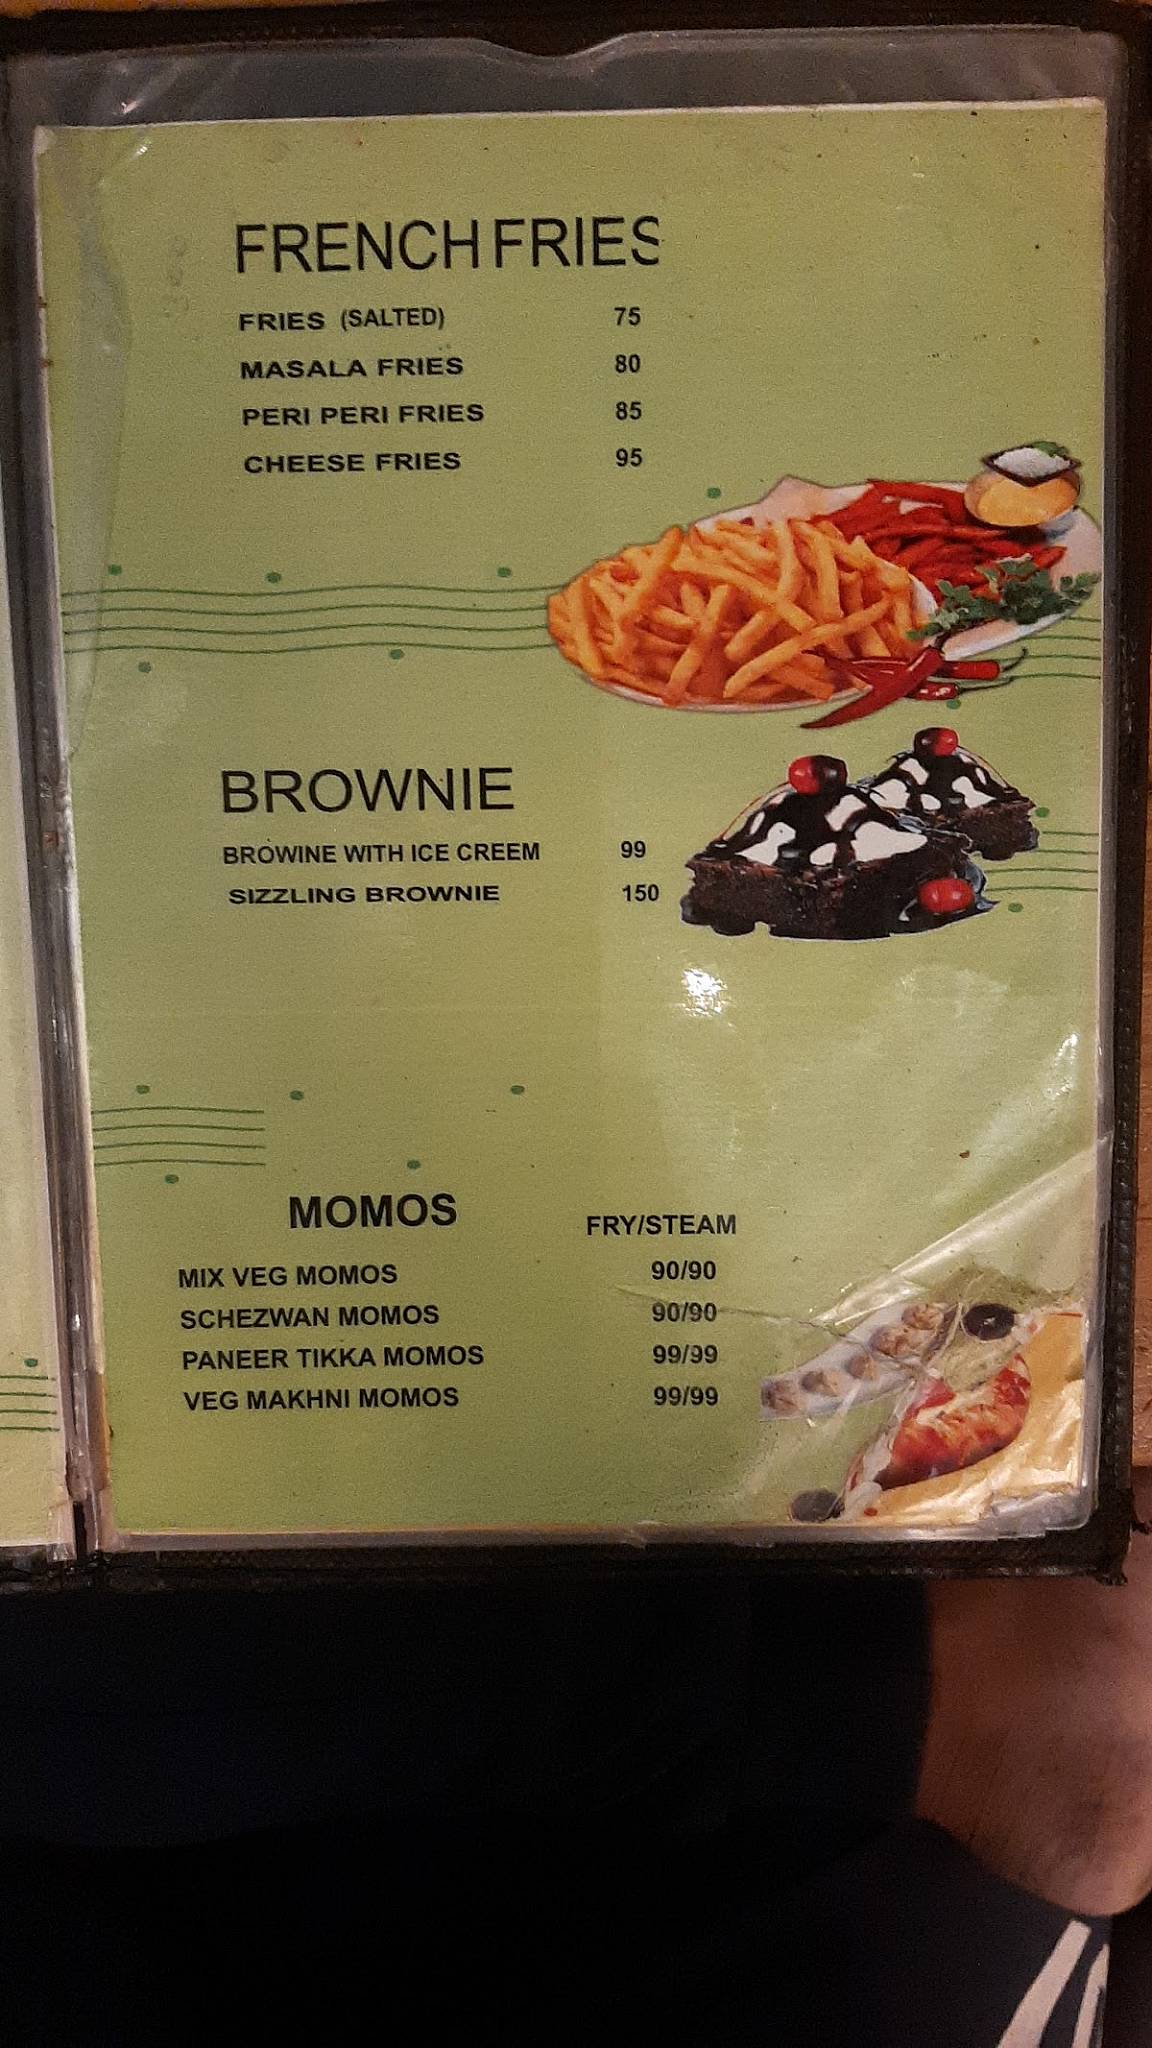 FRENCH FRIES
FRIES (SALTED) 75
MASALA FRIES 80
PERI PERI FRIES 85
CHEESE FRIES 95
BROWNIE
BROWINE WITH ICE CREEM 99
SIZZLING BROWNIE 150
MOMOS FRY/STEAM
MIX VEG MOMOS 90/90
SCHEZWAN MOMOS 90/90
PANEER TIKKA MOMOS 99/99
VEG MAKHNI MOMOS 99/99